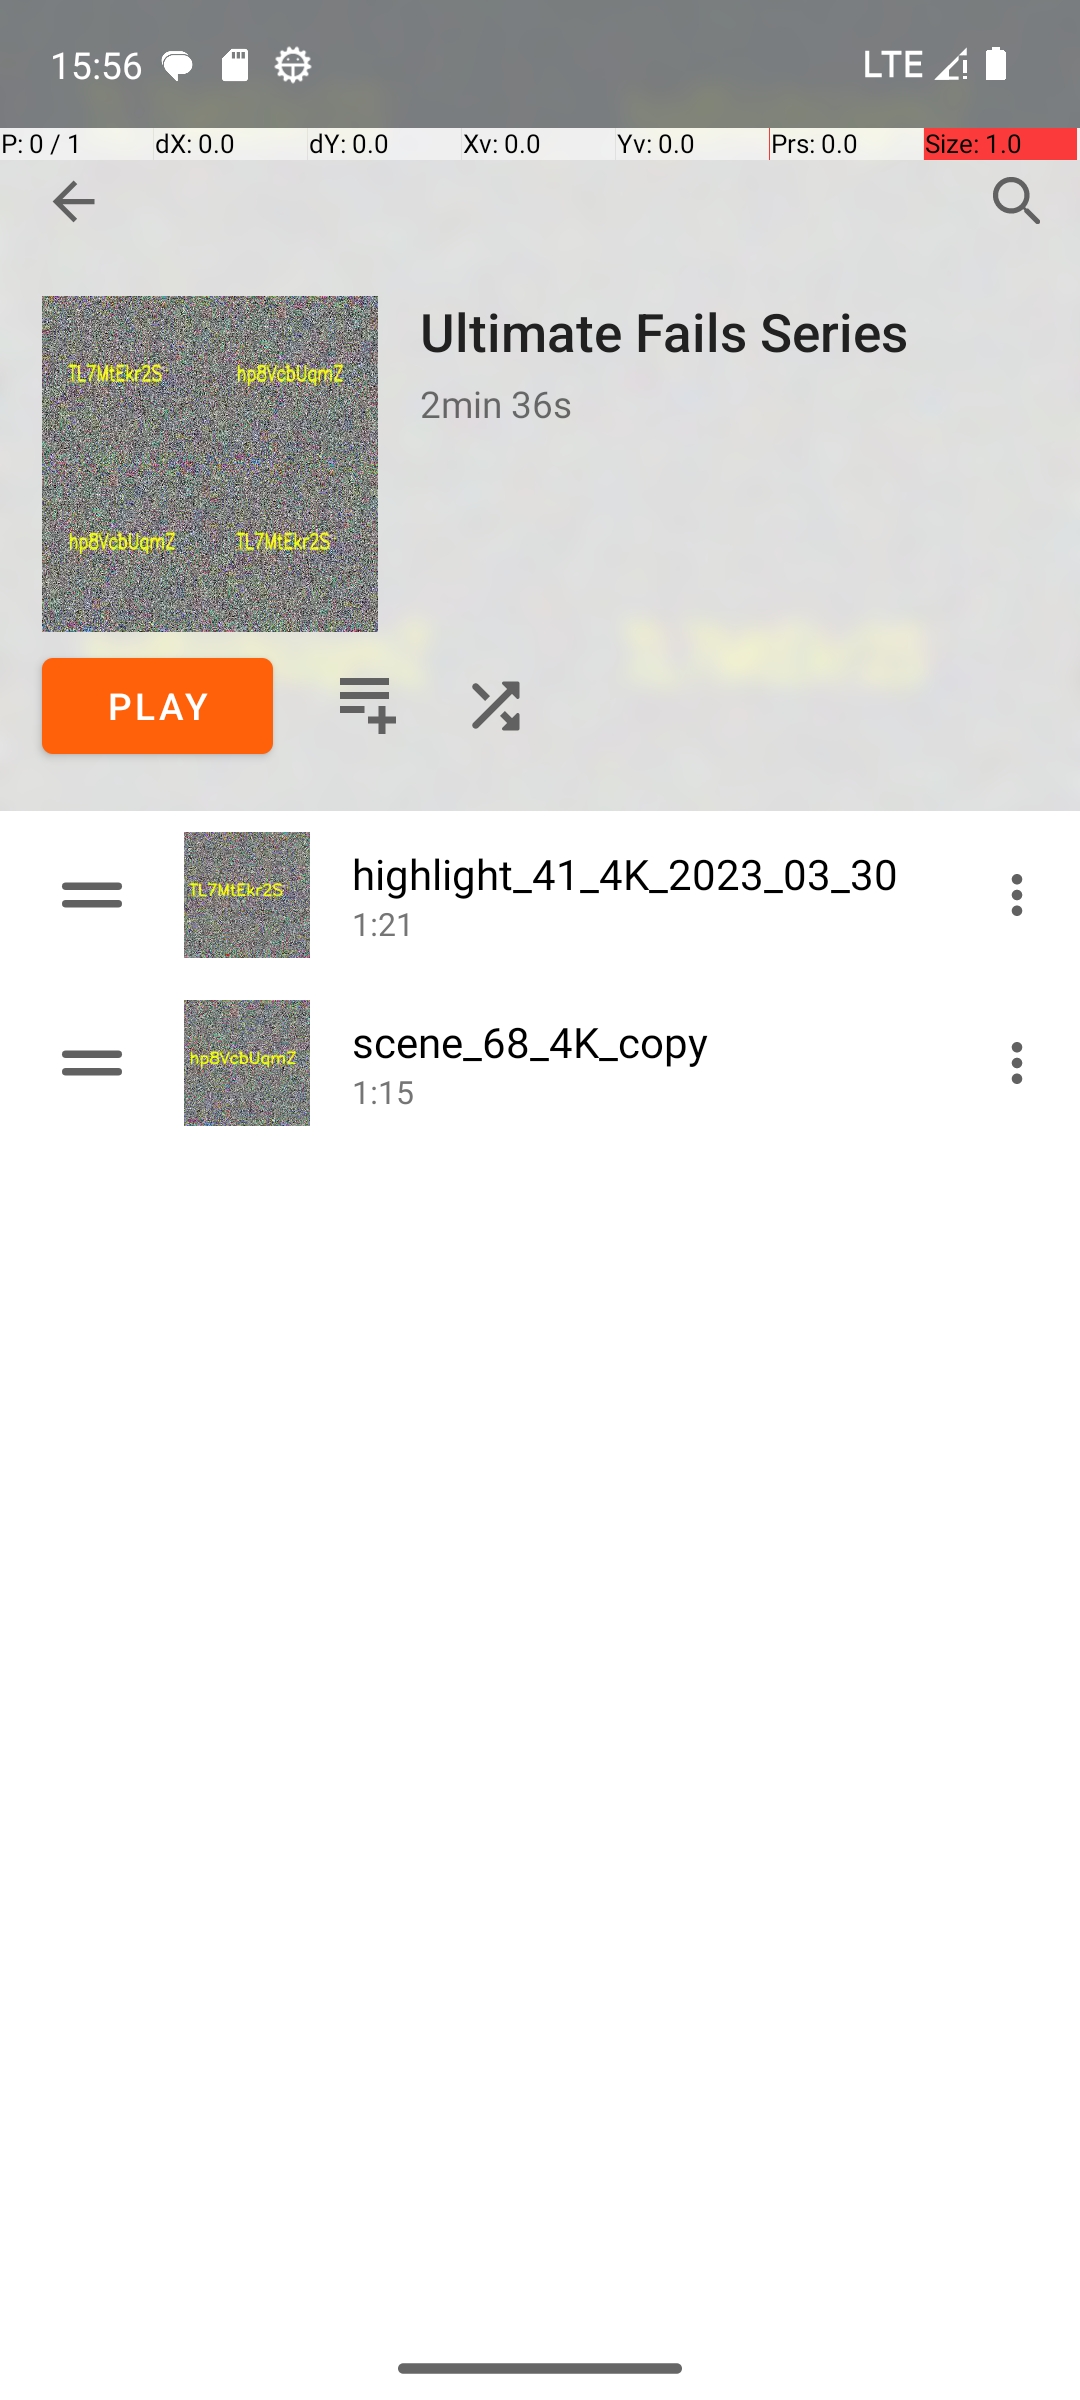 15:56
LTE
P: 0 / 1
dX: 0.0
dY: 0.0
Xv: 0.0
Yv: 0.0
Prs: 0.0
Size: 1.0
TL7MtEkr2S
hp8VcbUqmZ
hp8VcbUqmZ
TL7MtEkr2S
Ultimate Fails Series
2min 36s
PLAY
TL7MtEkr2S
highlight_41_4K_2023_03_30
1:21
hp8VcbUqmZ
scene_68_4K_copy
1:15